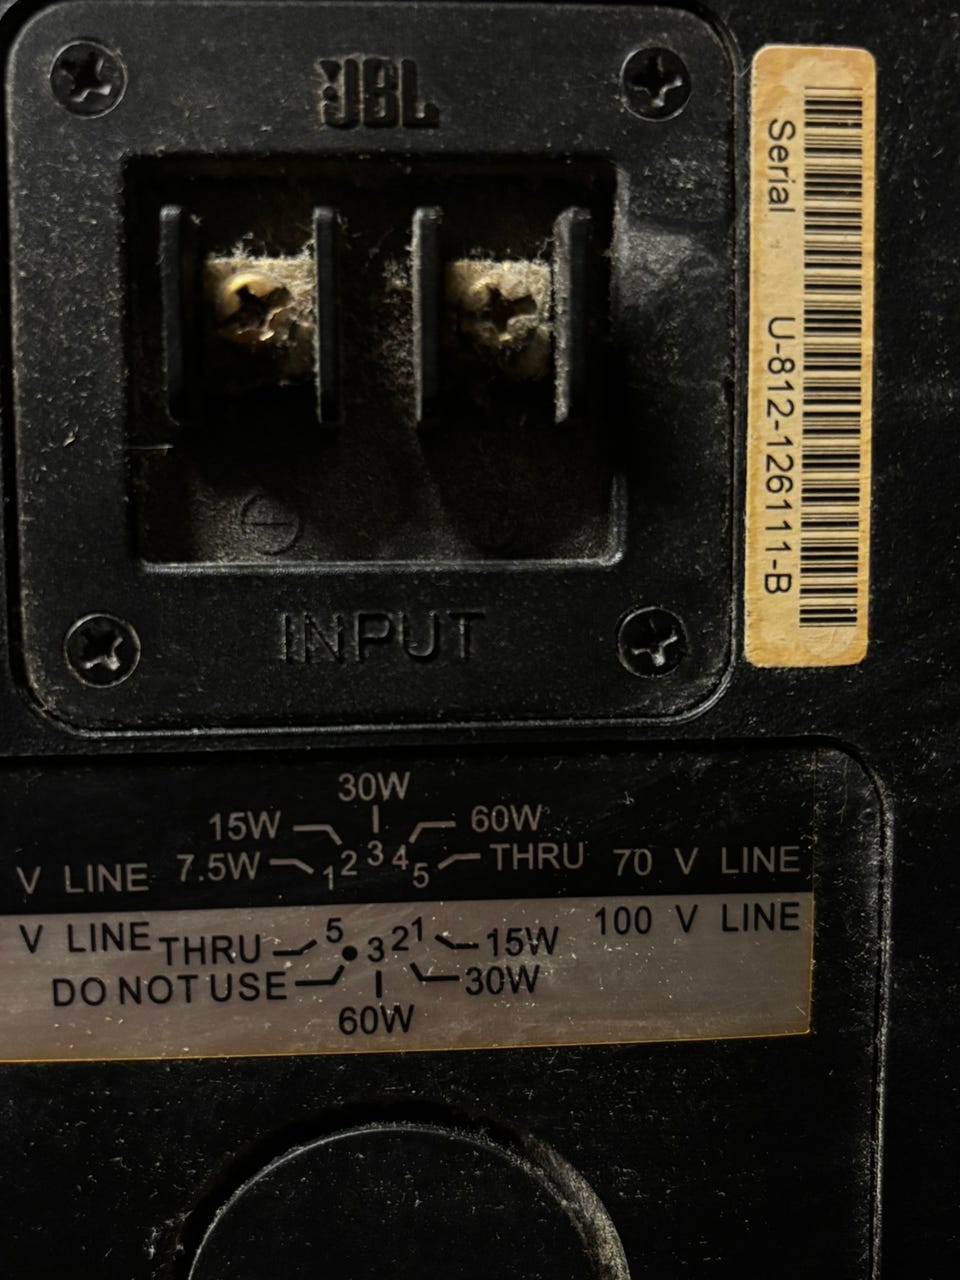 JBL
Serial U-812-126111-B
INPUT
30W
15W 60W
V LINE 7.5W 1 2 3 4 5 THRU 70 V LINE
V LINE THRU 5 • 3 2 1 15W 100 V LINE
DO NOT USE 30W
60W